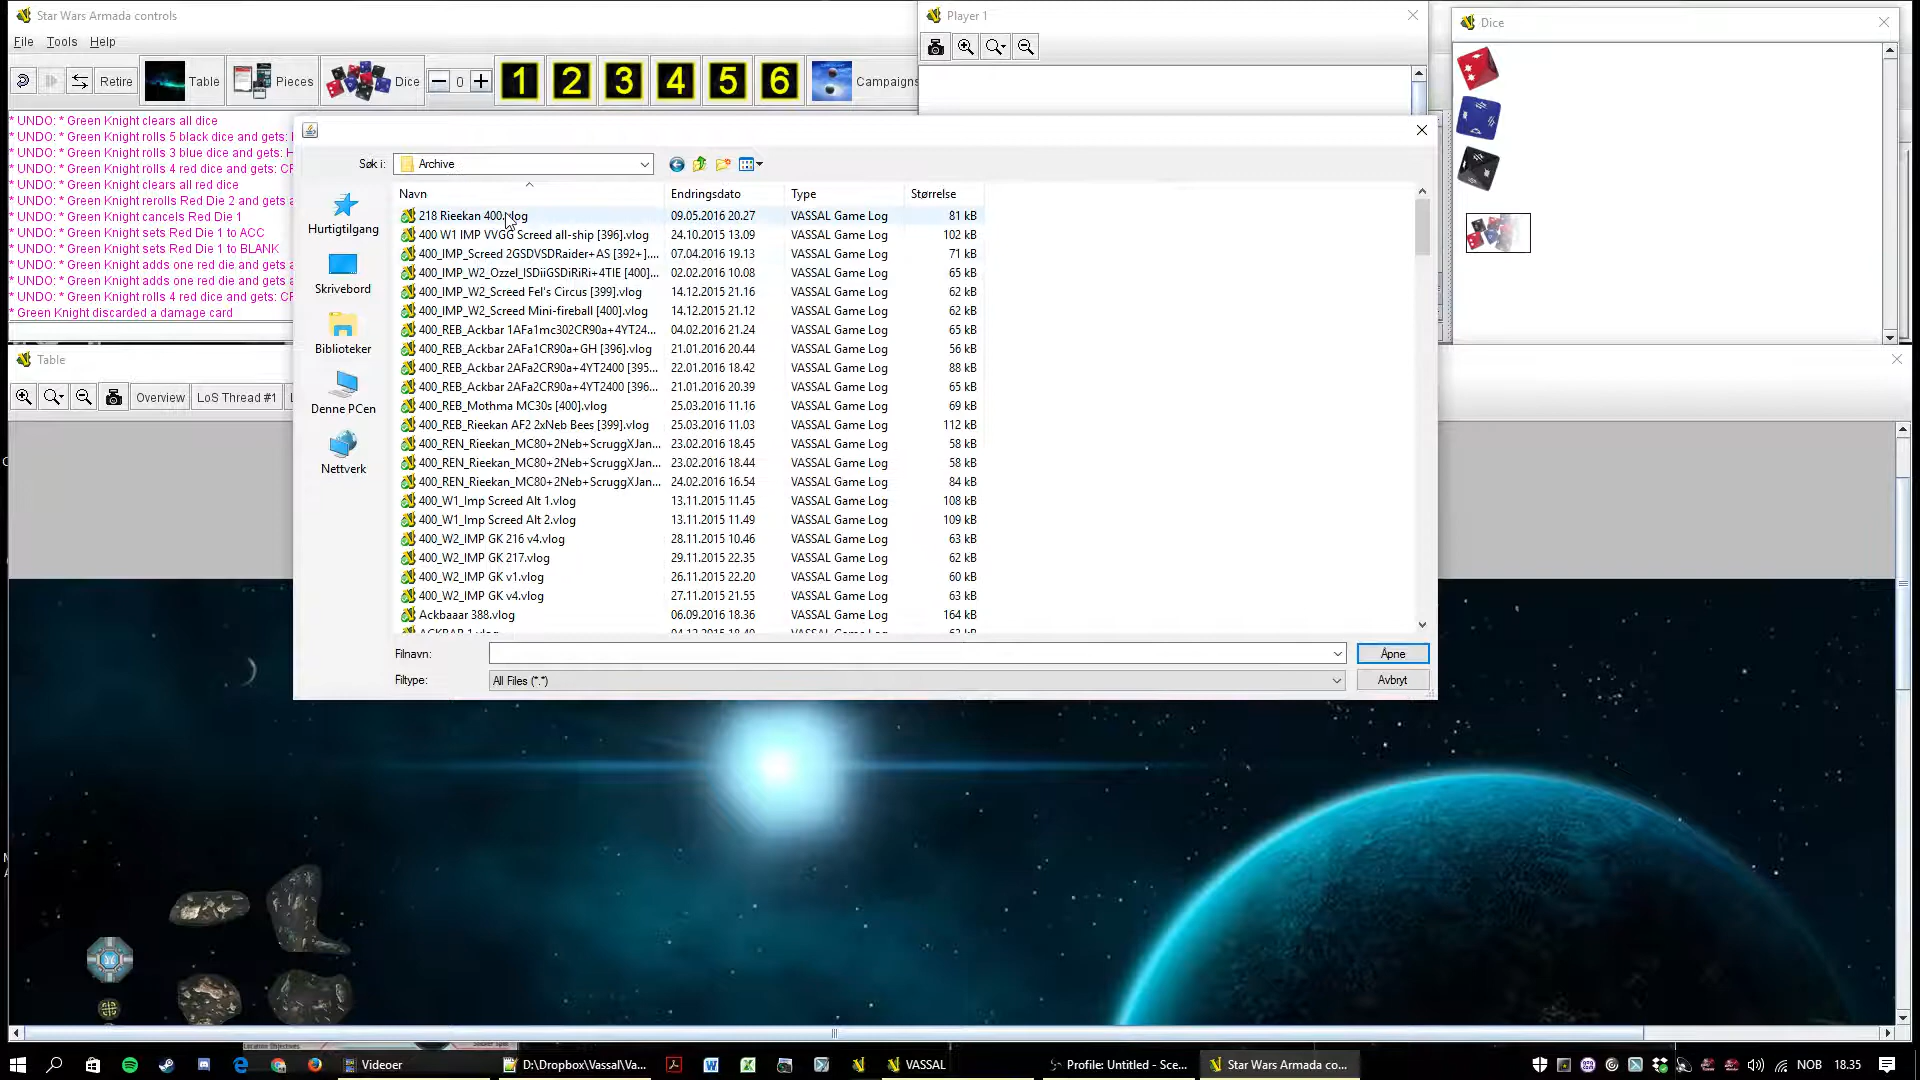 Star Wars Armada controls
File Tools Help
Retire Table Pieces Dice 0 1 2 3 4 5 6 Campaigns
* UNDO: * Green Knight clears all dice
* UNDO: * Green Knight rolls 5 black dice and gets:
* UNDO: * Green Knight rolls 3 blue dice and gets:
* UNDO: * Green Knight rolls 4 red dice and gets:
* UNDO: * Green Knight clears all red dice
* UNDO: * Green Knight rerolls Red Die 2 and gets
* UNDO: * Green Knight cancels Red Die 1
* UNDO: * Green Knight sets Red Die 1 to ACC
* UNDO: * Green Knight sets Red Die 1 to BLANK
* UNDO: * Green Knight adds one red die and gets
* UNDO: * Green Knight adds one red die and gets
* UNDO: * Green Knight rolls 4 red dice and gets:
* Green Knight discarded a damage card
Player 1
Dice
Table
Overview LoS Thread #1
Søk i: Archive
Hurtigtilgang
Skrivebord
Biblioteker
Denne PCen
Nettverk
Navn Endringsdato Type Størrelse
218 Rieekan 400.vlog 09.05.2016 20.27 VASSAL Game Log 81 kB
400 W1 IMP VVGG Screed all-ship [396].vlog 24.10.2015 13.09 VASSAL Game Log 102 kB
400_IMP_Screed 2GSDVSDRaider+AS [392+].... 07.04.2016 19.13 VASSAL Game Log 71 kB
400_IMP_W2_Ozzel_ISDiiGSDiRiRi+4TIE [400]... 02.02.2016 10.08 VASSAL Game Log 65 kB
400_IMP_W2_Screed Fel's Circus [399].vlog 14.12.2015 21.16 VASSAL Game Log 62 kB
400_IMP_W2_Screed Mini-fireball [400].vlog 14.12.2015 21.12 VASSAL Game Log 62 kB
400_REB_Ackbar 1AFa1mc302CR90a+4YT24... 04.02.2016 21.24 VASSAL Game Log 65 kB
400_REB_Ackbar 2AFa1CR90a+GH [396].vlog 21.01.2016 20.44 VASSAL Game Log 56 kB
400_REB_Ackbar 2AFa2CR90a+4YT2400 [395... 22.01.2016 18.42 VASSAL Game Log 88 kB
400_REB_Ackbar 2AFa2CR90a+4YT2400 [396... 21.01.2016 20.39 VASSAL Game Log 65 kB
400_REB_Mothma MC30s [400].vlog 25.03.2016 11.16 VASSAL Game Log 69 kB
400_REB_Rieekan AF2 2xNeb Bees [399].vlog 25.03.2016 11.03 VASSAL Game Log 112 kB
400_REN_Rieekan_MC80+2Neb+ScruggXJan... 23.02.2016 18.45 VASSAL Game Log 58 kB
400_REN_Rieekan_MC80+2Neb+ScruggXJan... 23.02.2016 18.44 VASSAL Game Log 58 kB
400_REN_Rieekan_MC80+2Neb+ScruggXJan... 24.02.2016 16.54 VASSAL Game Log 84 kB
400_W1_Imp Screed Alt 1.vlog 13.11.2015 11.45 VASSAL Game Log 108 kB
400_W1_Imp Screed Alt 2.vlog 13.11.2015 11.49 VASSAL Game Log 109 kB
400_W2_IMP GK 216 v4.vlog 28.11.2015 10.46 VASSAL Game Log 63 kB
400_W2_IMP GK 217.vlog 29.11.2015 22.35 VASSAL Game Log 62 kB
400_W2_IMP GK v1.vlog 26.11.2015 22.20 VASSAL Game Log 60 kB
400_W2_IMP GK v4.vlog 27.11.2015 21.55 VASSAL Game Log 63 kB
Ackbaaar 388.vlog 06.09.2016 18.36 VASSAL Game Log 164 kB
Filnavn: Åpne
Filtype: All Files (*.*) Avbryt
Videoer D:\Dropbox\Vassal\Va... VASSAL Profile: Untitled - Sce... Star Wars Armada co... NOB 18.35